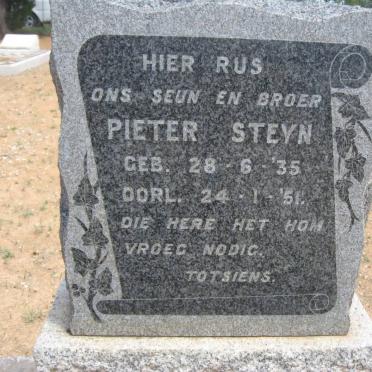 HIER RUS
ONS SEUN EN BROER
PIETER STEYN
GEB. 28-6-'35
OORL. 24-1-'51.
DIE HERE HET HOM
VROEG NODIG.
TOTSIENS.